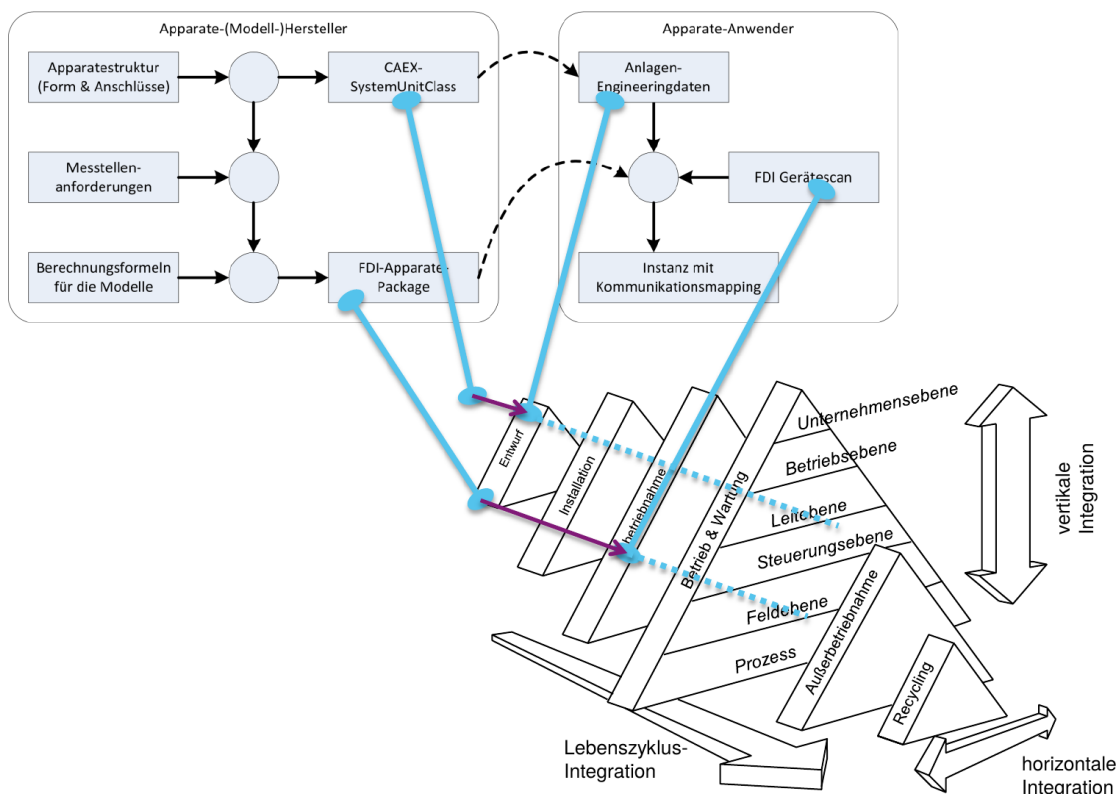 Apparate-(Modell-)Hersteller
Apparatestruktur
(Form & Anschlüsse)
CAEX-
SystemUnitClass
Messtellen-
anforderungen
Berechnungsformeln
für die Modelle
FDI-Apparate-
Package
Apparate-Anwender
Anlagen-
Engineeringdaten
FDI Gerätescan
Instanz mit
Kommunikationsmapping
Entwurf
Installation
betriebnahme
Betrieb & Wartung
Außerbetriebnahme
Recycling
Unternehmensebene
Betriebsebene
Leitebene
Steuerungsebene
Feldebene
Prozess
vertikale
Integration
Lebenszyklus-
Integration
horizontale
Integration